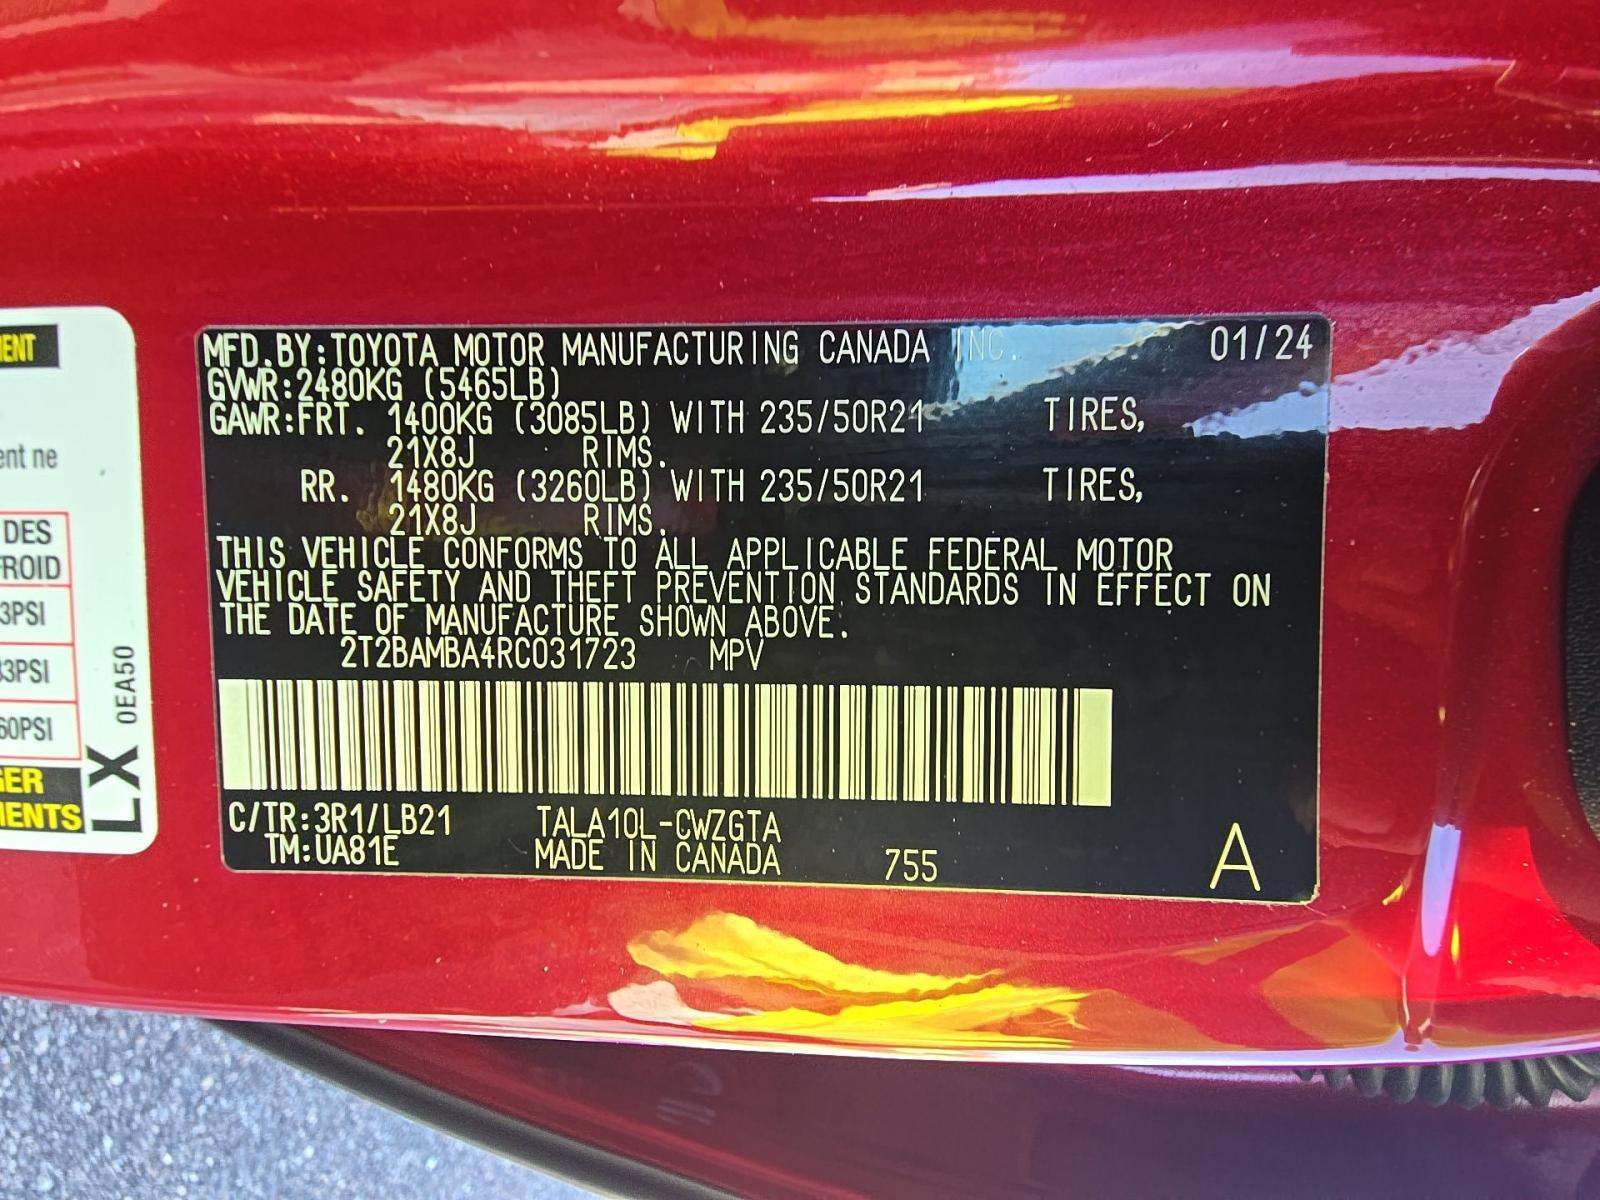 MENT
ent ne
DES
FROID
3PSI
33PSI
60PSI
GER
MENTS
LX 0EA50
MFD.BY:TOYOTA MOTOR MANUFACTURING CANADA INC. 01/24
GVWR:2480KG (5465LB)
GAWR:FRT. 1400KG (3085LB) WITH 235/50R21 TIRES,
21X8J RIMS.
RR. 1480KG (3260LB) WITH 235/50R21 TIRES,
21X8J RIMS.
THIS VEHICLE CONFORMS TO ALL APPLICABLE FEDERAL MOTOR
VEHICLE SAFETY AND THEFT PREVENTION STANDARDS IN EFFECT ON
THE DATE OF MANUFACTURE SHOWN ABOVE.
2T2BAMBA4RC031723 MPV
C/TR:3R1/LB21 TALA10L-CWZGTA
TM:UA81E MADE IN CANADA 755 A